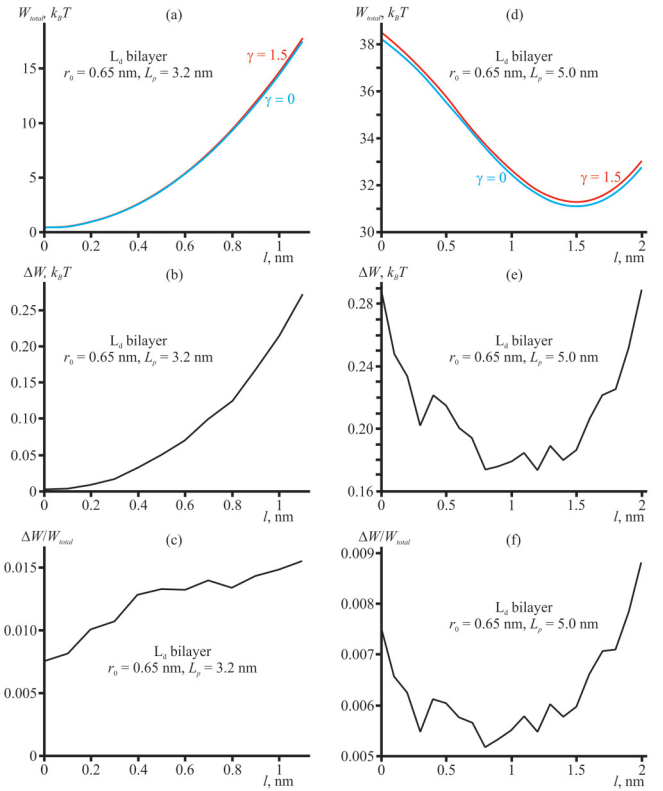 W_total, k_BT
(a)
15
10
5
0
L_d bilayer
r_0 = 0.65 nm, L_p = 3.2 nm
γ = 1.5
γ = 0
0 0.2 0.4 0.6 0.8 1
l, nm
W_total, k_BT
(d)
38
36
34
32
31
30
L_d bilayer
r_0 = 0.65 nm, L_p = 5.0 nm
γ = 0
γ = 1.5
0 0.5 1 1.5 2
l, nm
ΔW, k_BT
(b)
0.25
0.20
0.15
0.10
0.05
0
L_d bilayer
r_0 = 0.65 nm, L_p = 3.2 nm
0 0.2 0.4 0.6 0.8 1
l, nm
ΔW, k_BT
(e)
0.28
0.24
0.20
0.16
L_d bilayer
r_0 = 0.65 nm, L_p = 5.0 nm
0 0.5 1 1.5 2
l, nm
ΔW/W_total
(c)
0.015
0.010
0.005
0
L_d bilayer
r_0 = 0.65 nm, L_p = 3.2 nm
0 0.2 0.4 0.6 0.8 1
l, nm
ΔW/W_total
(f)
0.009
0.008
0.007
0.006
0.005
L_d bilayer
r_0 = 0.65 nm, L_p = 5.0 nm
0 0.5 1 1.5 2
l, nm